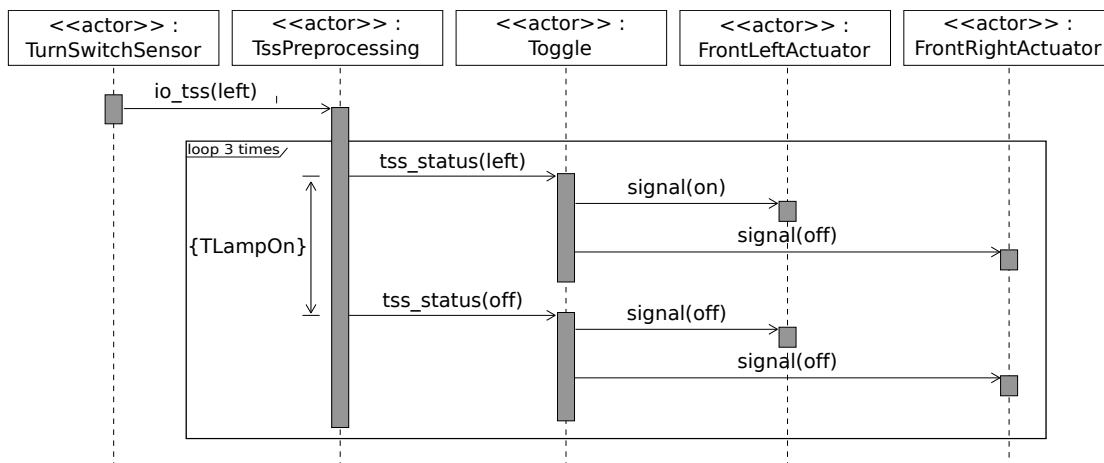 <<actor>> :
TurnSwitchSensor
<<actor>> :
TssPreprocessing
<<actor>> :
Toggle
<<actor>> :
FrontLeftActuator
<<actor>> :
FrontRightActuator
io_tss(left)
loop 3 times
tss_status(left)
signal(on)
signal(off)
{TLampOn}
tss_status(off)
signal(off)
signal(off)